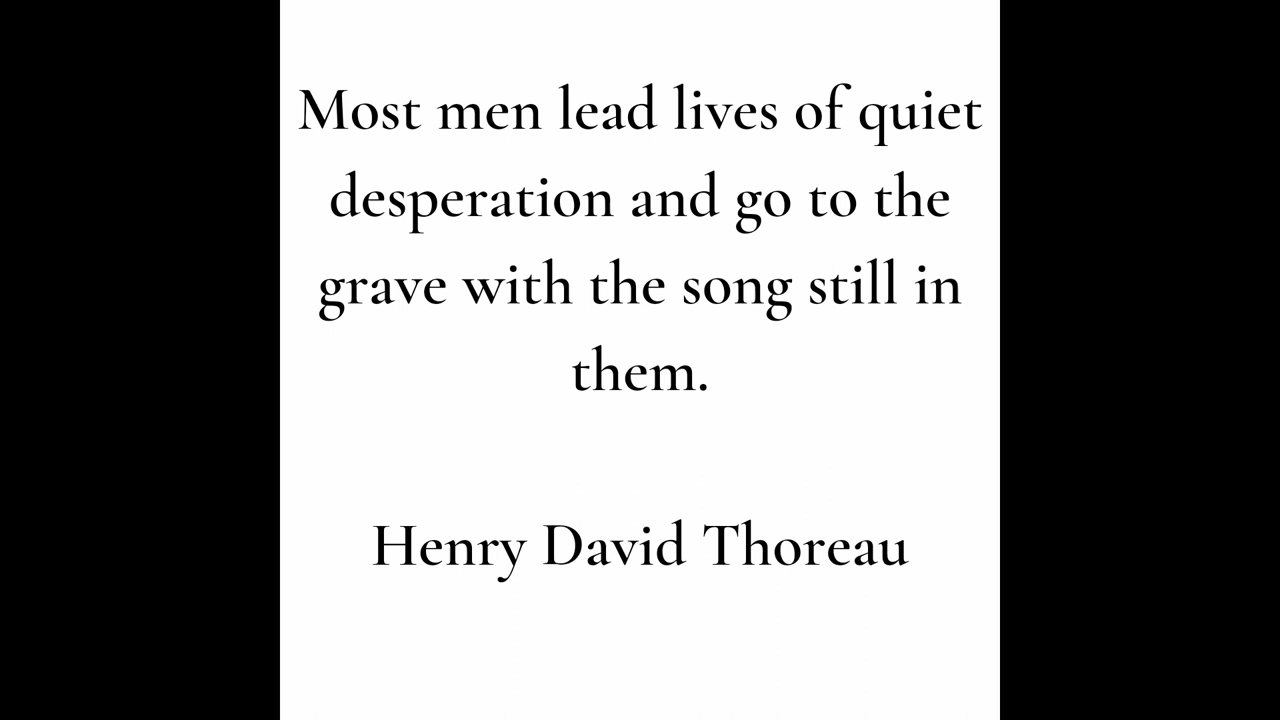 Most men lead lives of quiet
desperation and go to the
grave with the song still in
them.
Henry David Thoreau